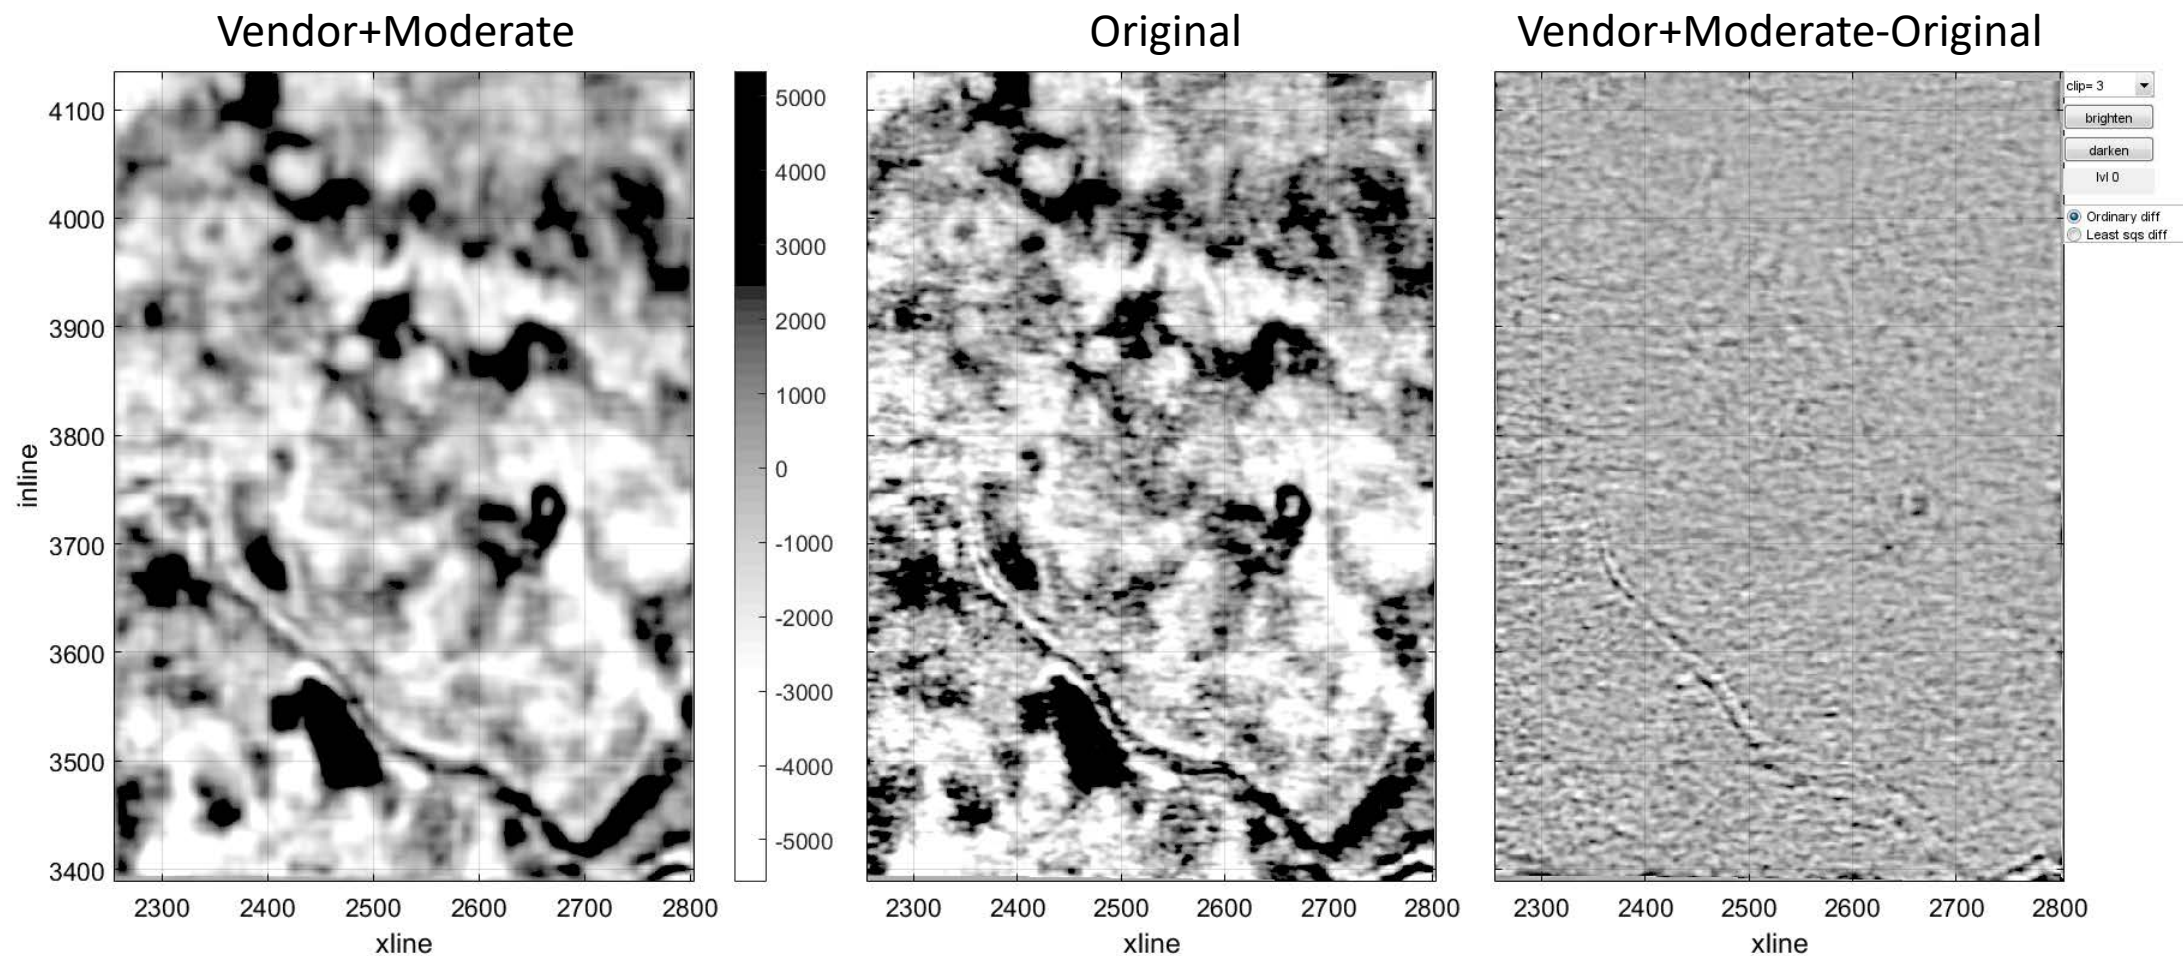 Vendor+Moderate
Original
Vendor+Moderate-Original
4100
4000
3900
3800
3700
3600
3500
3400
inline
2300 2400 2500 2600 2700 2800
xline
5000
4000
3000
2000
1000
0
-1000
-2000
-3000
-4000
-5000
2300 2400 2500 2600 2700 2800
xline
2300 2400 2500 2600 2700 2800
xline
clip= 3
brighten
darken
lvl 0
Ordinary diff
Least sqs diff